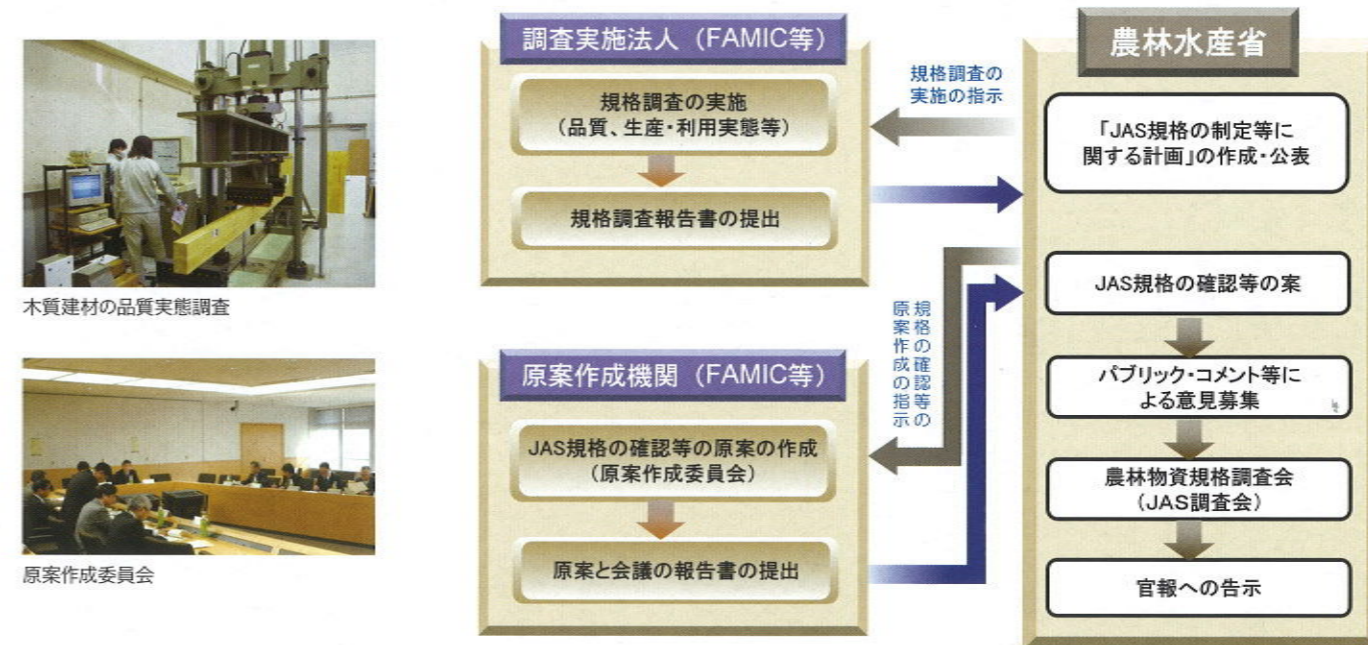 木質建材の品質実態調査
原案作成委員会
調査実施法人（FAMIC等）
規格調査の実施
（品質、生産・利用実態等）
規格調査報告書の提出
規格調査の
実施の指示
原案作成機関（FAMIC等）
JAS規格の確認等の原案の作成
（原案作成委員会）
原案と会議の報告書の提出
規格の確認等の
原案作成の指示
農林水産省
「JAS規格の制定等に
関する計画」の作成・公表
JAS規格の確認等の案
パブリック・コメント等に
よる意見募集
農林物資規格調査会
（JAS調査会）
官報への告示